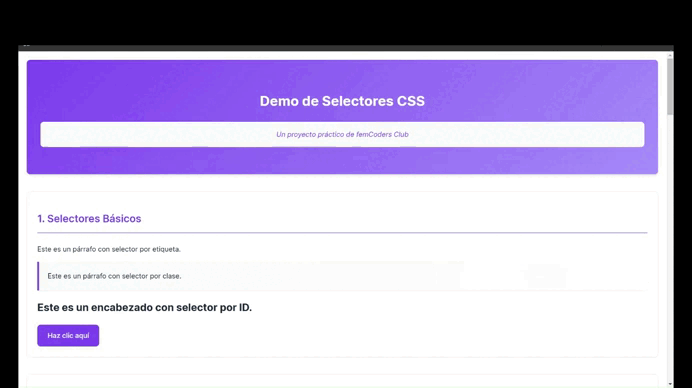 Demo de Selectores CSS
Un proyecto práctico de femCoders Club
1. Selectores Básicos
Este es un párrafo con selector por etiqueta.
Este es un párrafo con selector por clase.
Este es un encabezado con selector por ID.
Haz clic aquí